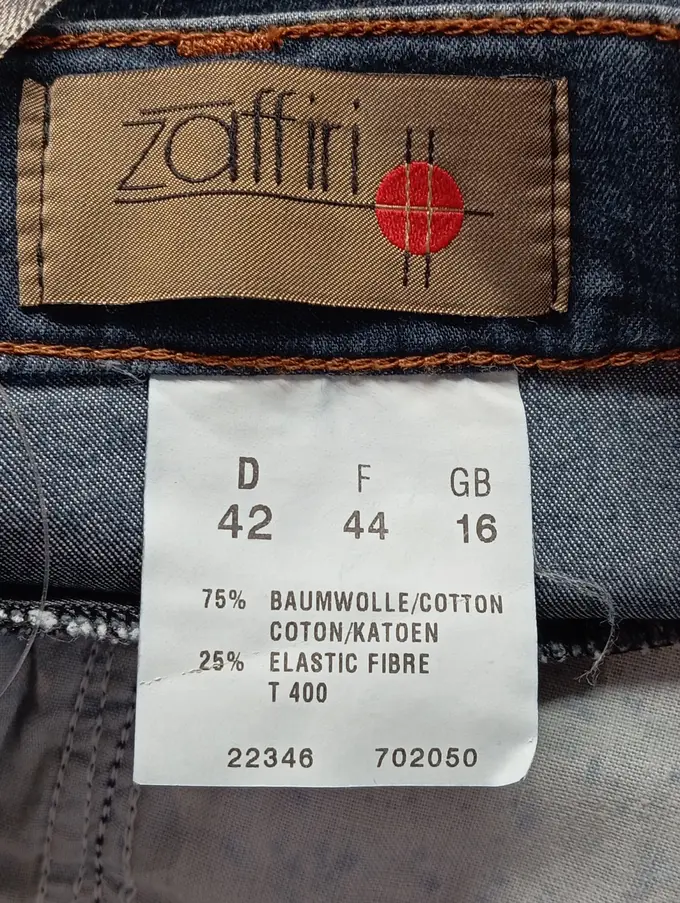 zaffiri
D F GB
42 44 16
75% BAUMWOLLE/COTTON
COTON/KATOEN
25% ELASTIC FIBRE
T 400
22346 702050